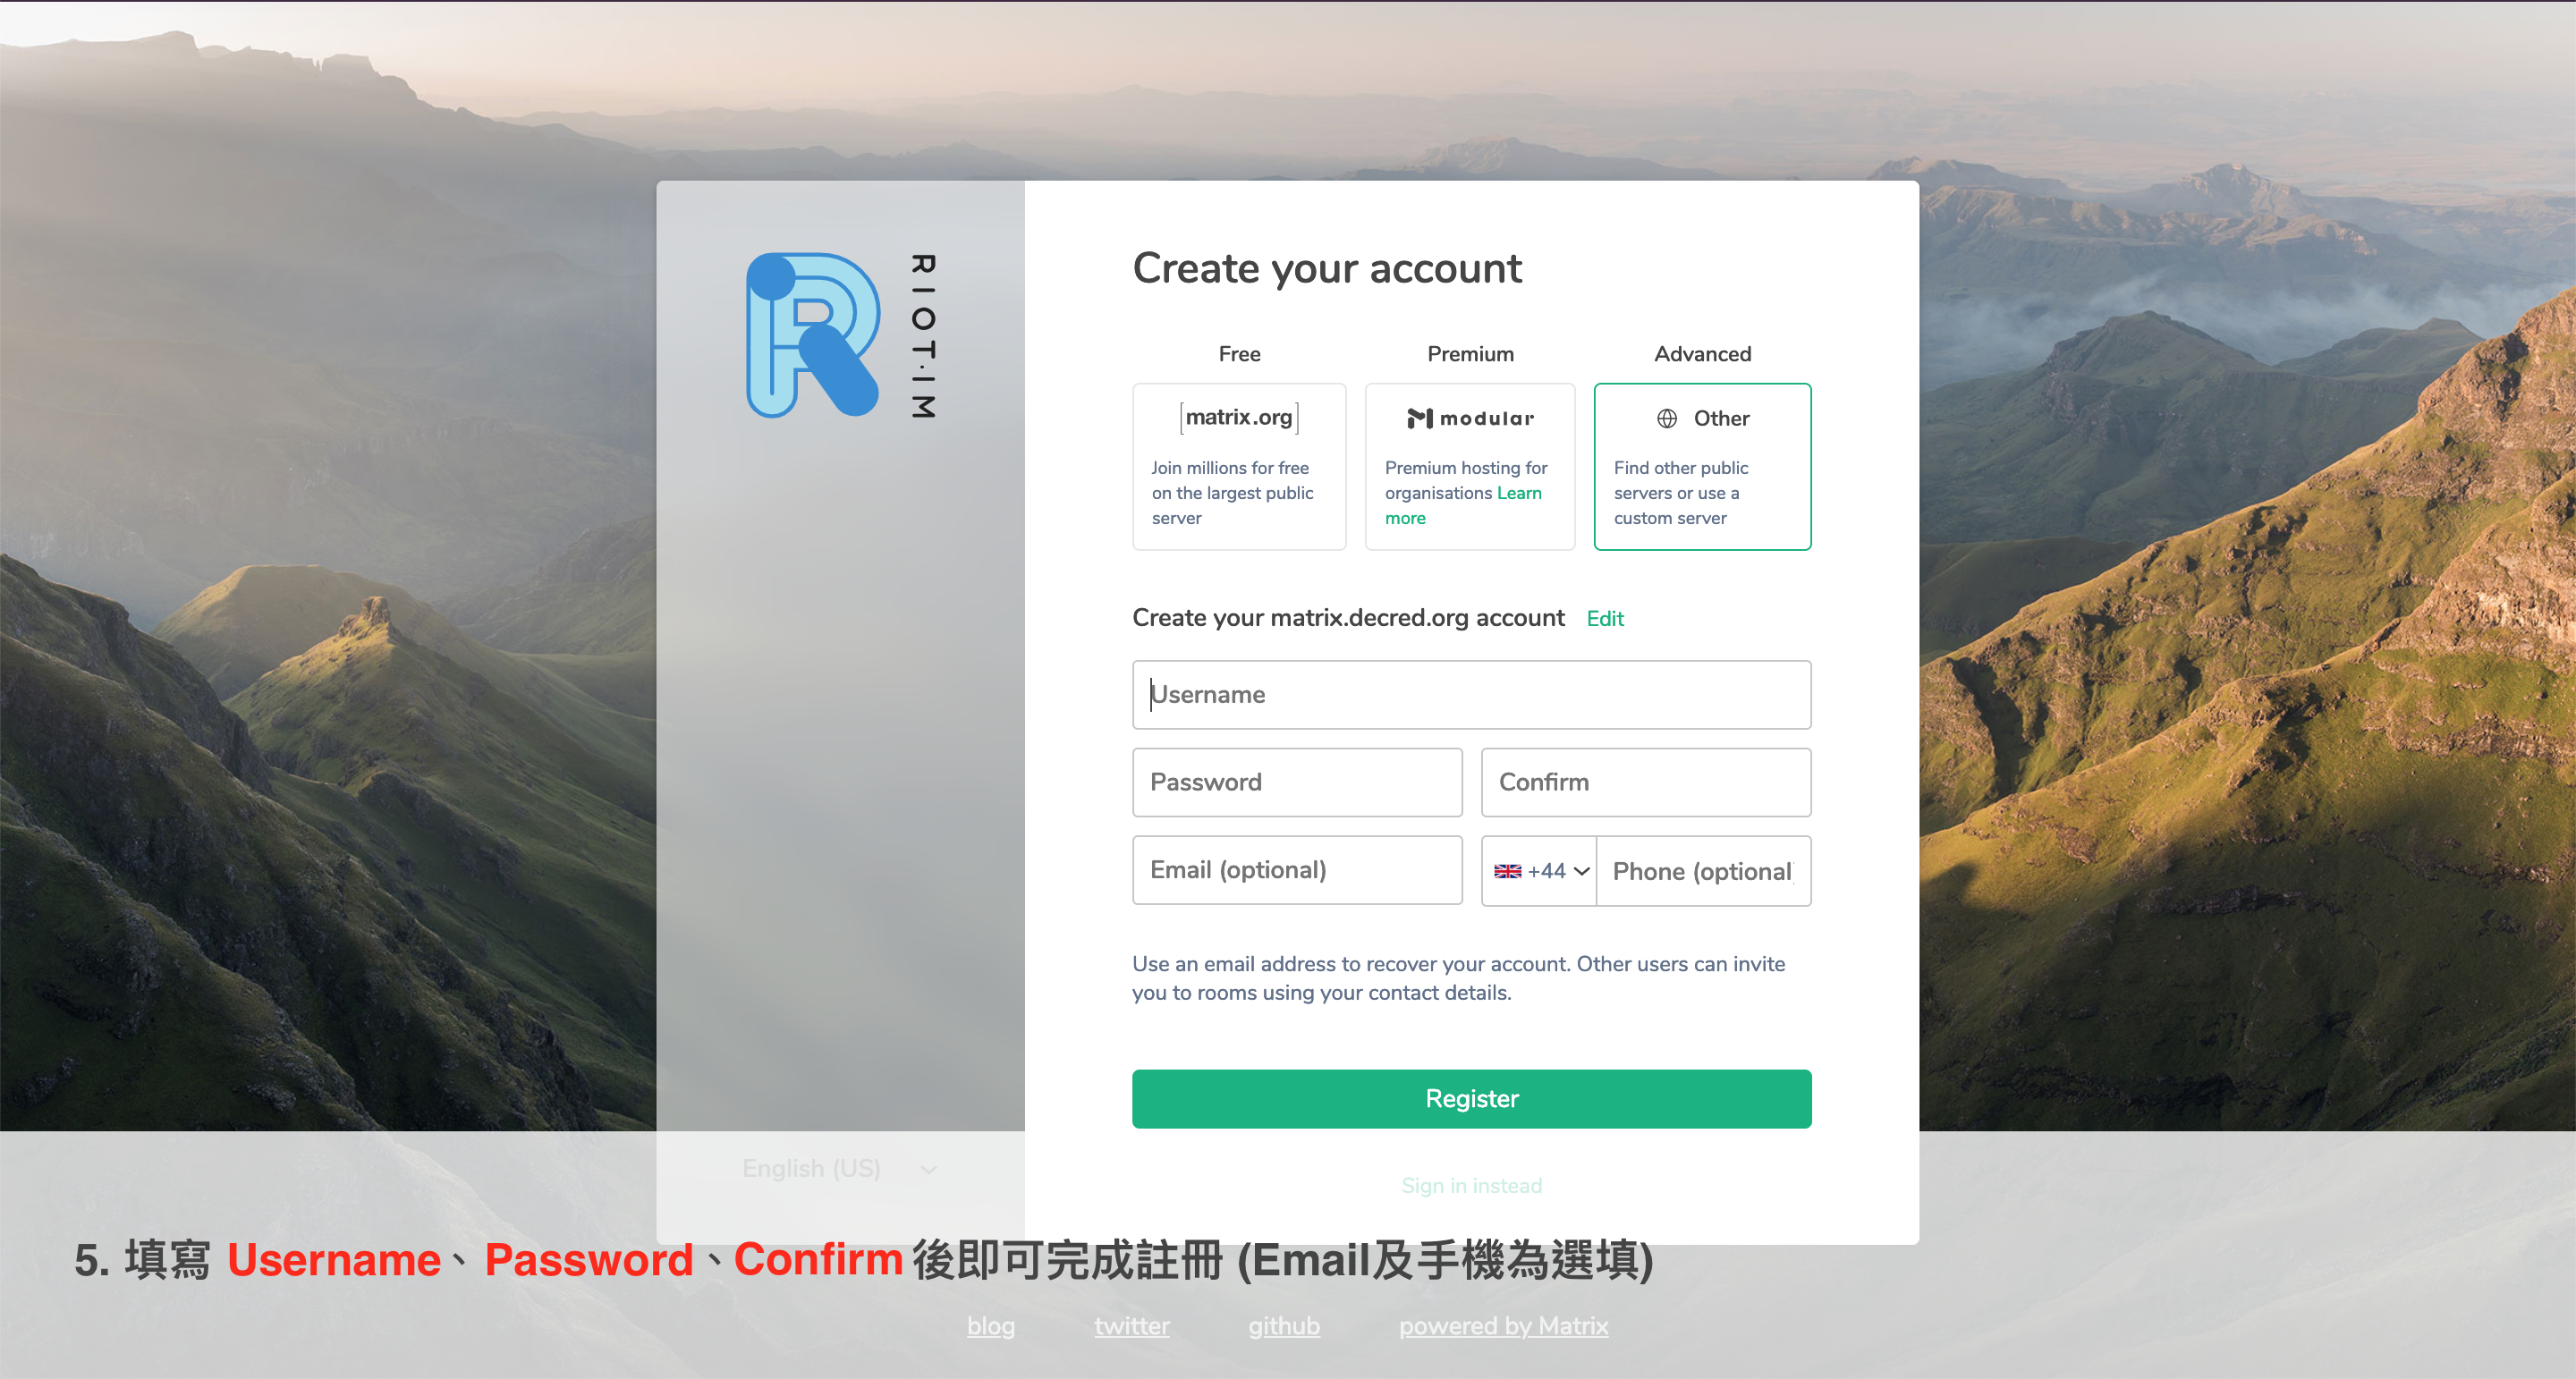 RIOT·IM
Create your account
Free
Premium
Advanced
[matrix.org]
modular
Other
Join millions for free
on the largest public
server
Premium hosting for
organisations Learn
more
Find other public
servers or use a
custom server
Create your matrix.decred.org account Edit
Username
Password
Confirm
Email (optional)
+44
Phone (optional
Use an email address to recover your account. Other users can invite
you to rooms using your contact details.
Register
English (US)
Sign in instead
5. 填寫 Username、Password、Confirm 後即可完成註冊 (Email及手機為選填)
blog
twitter
github
powered by Matrix